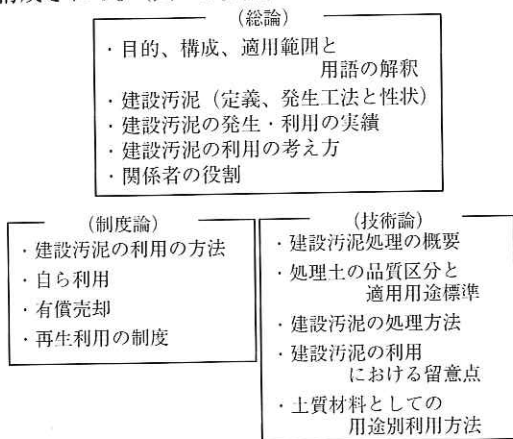 （総論）
・目的、構成、適用範囲と
用語の解釈
・建設汚泥（定義、発生工法と性状）
・建設汚泥の発生・利用の実績
・建設汚泥の利用の考え方
・関係者の役割
（制度論）
・建設汚泥の利用の方法
・自ら利用
・有償売却
・再生利用の制度
（技術論）
・建設汚泥処理の概要
・処理土の品質区分と
適用用途標準
・建設汚泥の処理方法
・建設汚泥の利用
における留意点
・土質材料としての
用途別利用方法